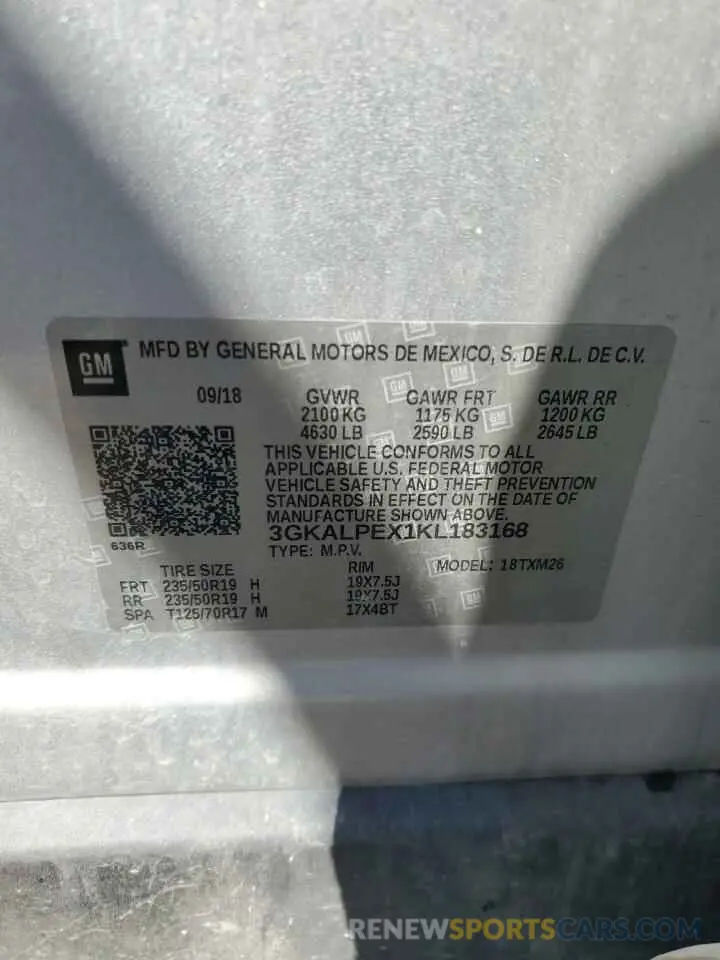 GM MFD BY GENERAL MOTORS DE MEXICO, S. DE R.L. DE C.V.
09/18 GVWR GAWR FRT GAWR RR
2100 KG 1175 KG 1200 KG
4630 LB 2590 LB 2645 LB
THIS VEHICLE CONFORMS TO ALL
APPLICABLE U.S. FEDERAL MOTOR
VEHICLE SAFETY AND THEFT PREVENTION
STANDARDS IN EFFECT ON THE DATE OF
MANUFACTURE SHOWN ABOVE.
3GKALPEX1KL183168
636R
TYPE: M.P.V. MODEL: 18TXM26
TIRE SIZE RIM
FRT 235/50R19 H 19X7.5J
RR 235/50R19 H 19X7.5J
SPA T125/70R17 M 17X4BT
RENEWSPORTSCARS.COM